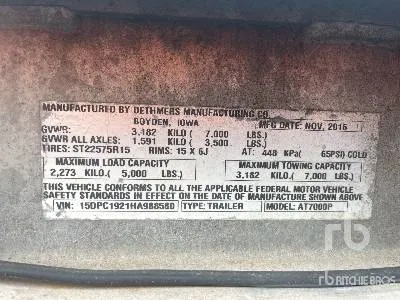 MANUFACTURED BY DETHMERS MANUFACTURING CO.
BOYDEN, IOWA MFG DATE: NOV, 2016
GVWR: 3,182 KILO ( 7,000 LBS.)
GVWR ALL AXLES: 1,591 KILO ( 3,500 LBS.)
TIRES: ST22575R15 RIMS: 15 X 6J AT: 448 KPA( 65PSI) COLD
MAXIMUM LOAD CAPACITY MAXIMUM TOWING CAPACITY
2,273 KILO.( 5,000 LBS.) 3,182 KILO.( 7,000 LBS.)
THIS VEHICLE CONFORMS TO ALL APPLICABLE FEDERAL MOTOR VEHICLE
SAFETY STANDARDS IN EFFECT ON THE DATE OF MANUFACTURE SHOWN ABOVE.
VIN: 15DPC1921HA988580 TYPE: TRAILER MODEL: AT7000P
rb
rb RITCHIE BROS